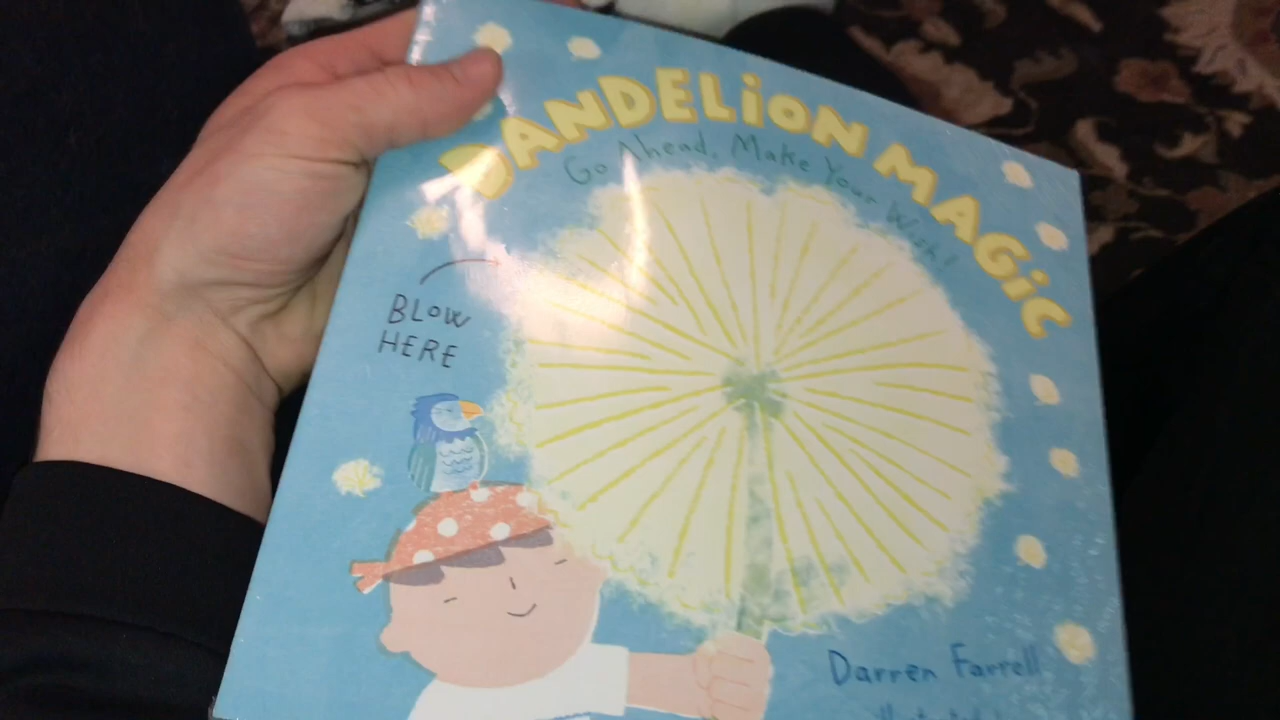 DANDELiON MAGiC
Go Ahead, Make Your Wish!
BLOW
HERE
Darren Farrell